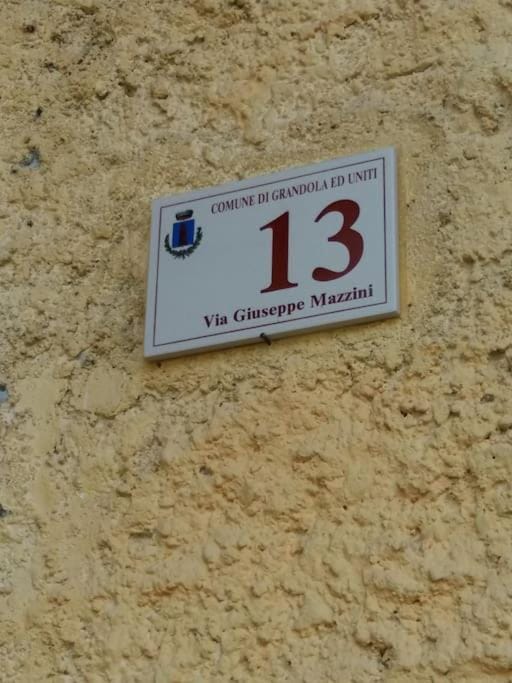 COMUNE DI GRANDOLA ED UNITI
13
Via Giuseppe Mazzini